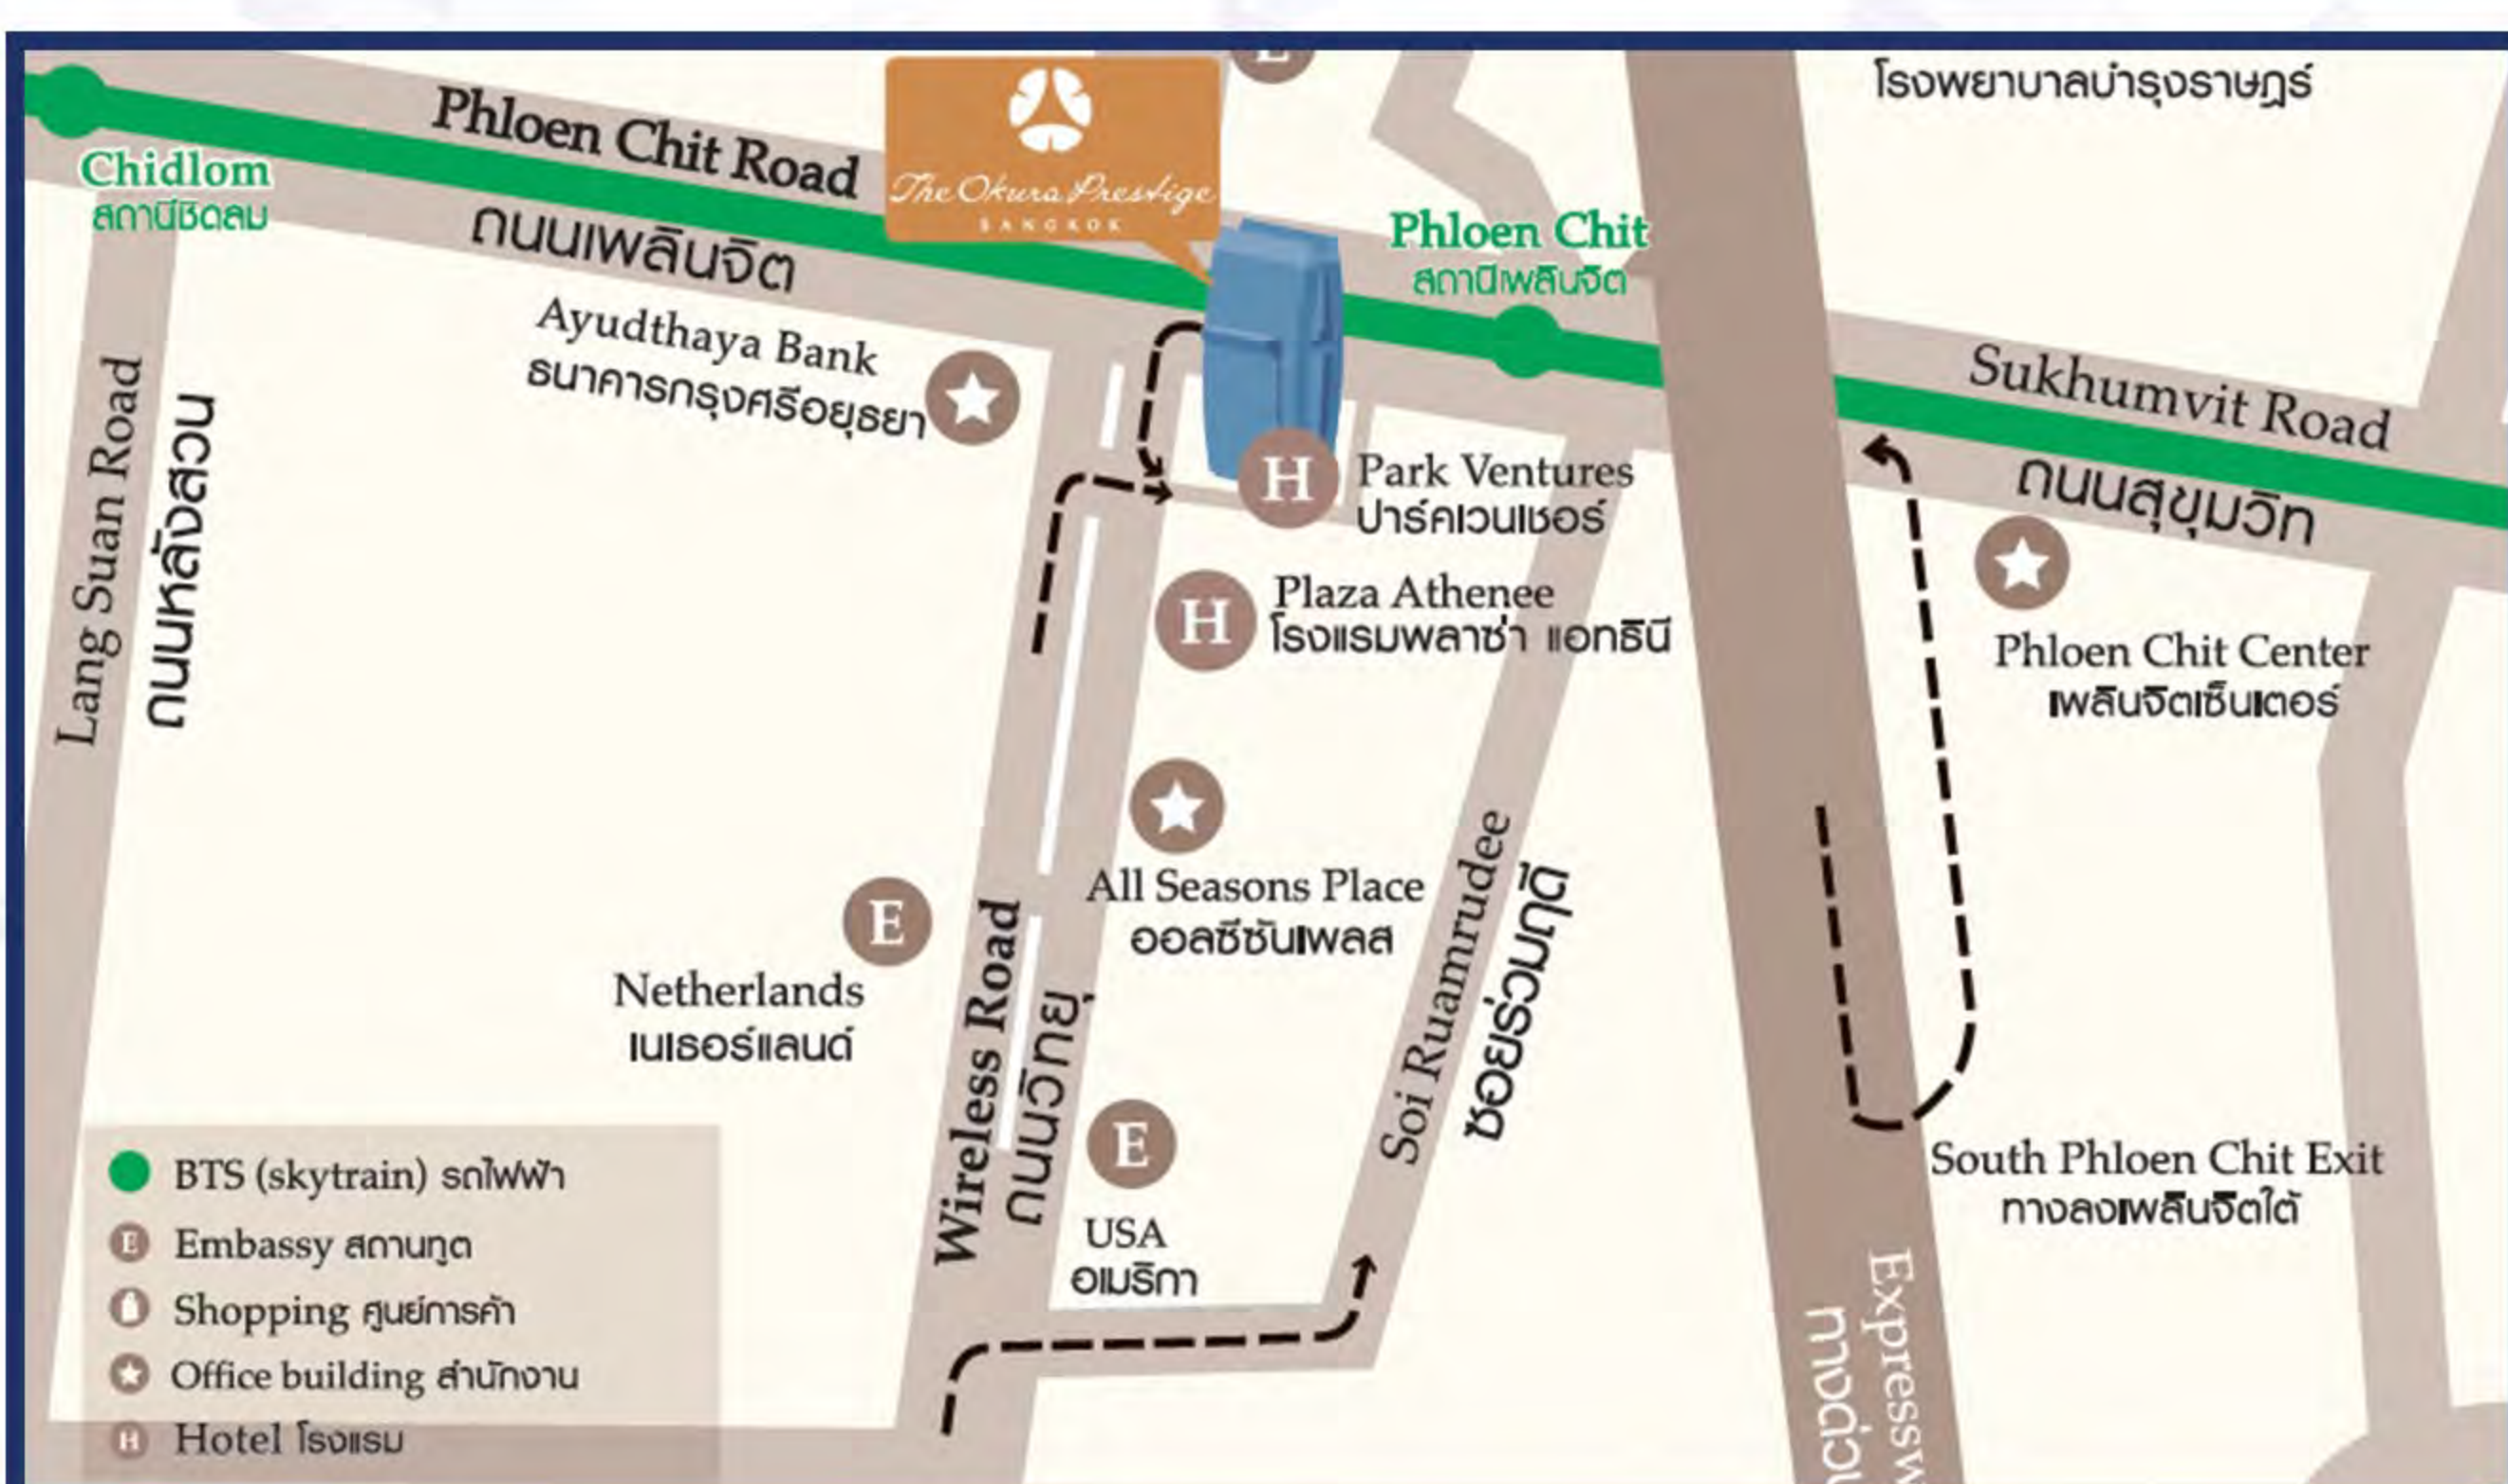 E
โรงพยาบาลบำรุงราษฎร์
Phloen Chit Road
ถนนเพลินจิต
The Okura Prestige
BANGKOK
Chidlom
สถานีชิดลม
Phloen Chit
สถานีเพลินจิต
Ayudthaya Bank
ธนาคารกรุงศรีอยุธยา
Sukhumvit Road
ถนนสุขุมวิท
Lang Suan Road
ถนนหลังสวน
H
Park Ventures
ปาร์คเวนเชอร์
H
Plaza Athenee
โรงแรมพลาซ่า แอทธินี
Phloen Chit Center
เพลินจิตเซ็นเตอร์
All Seasons Place
ออลซีซันเพลส
E
Netherlands
เนเธอร์แลนด์
Wireless Road
ถนนวิทยุ
Soi Ruamrudee
ซอยร่วมฤดี
E
USA
อเมริกา
South Phloen Chit Exit
ทางลงเพลินจิตใต้
Expressw
ทางด่ว
BTS (skytrain) รถไฟฟ้า
E Embassy สถานทูต
Shopping ศูนย์การค้า
Office building สำนักงาน
H Hotel โรงแรม